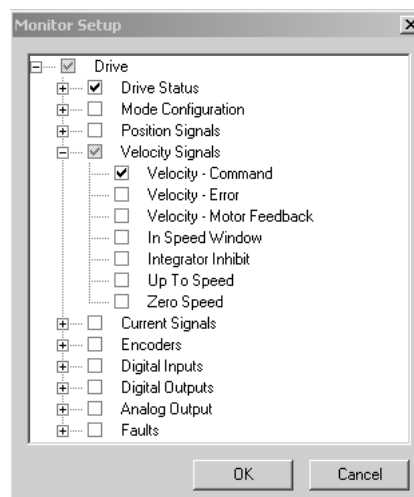 Monitor Setup
Drive
Drive Status
Mode Configuration
Position Signals
Velocity Signals
Velocity - Command
Velocity - Error
Velocity - Motor Feedback
In Speed Window
Integrator Inhibit
Up To Speed
Zero Speed
Current Signals
Encoders
Digital Inputs
Digital Outputs
Analog Output
Faults
OK
Cancel